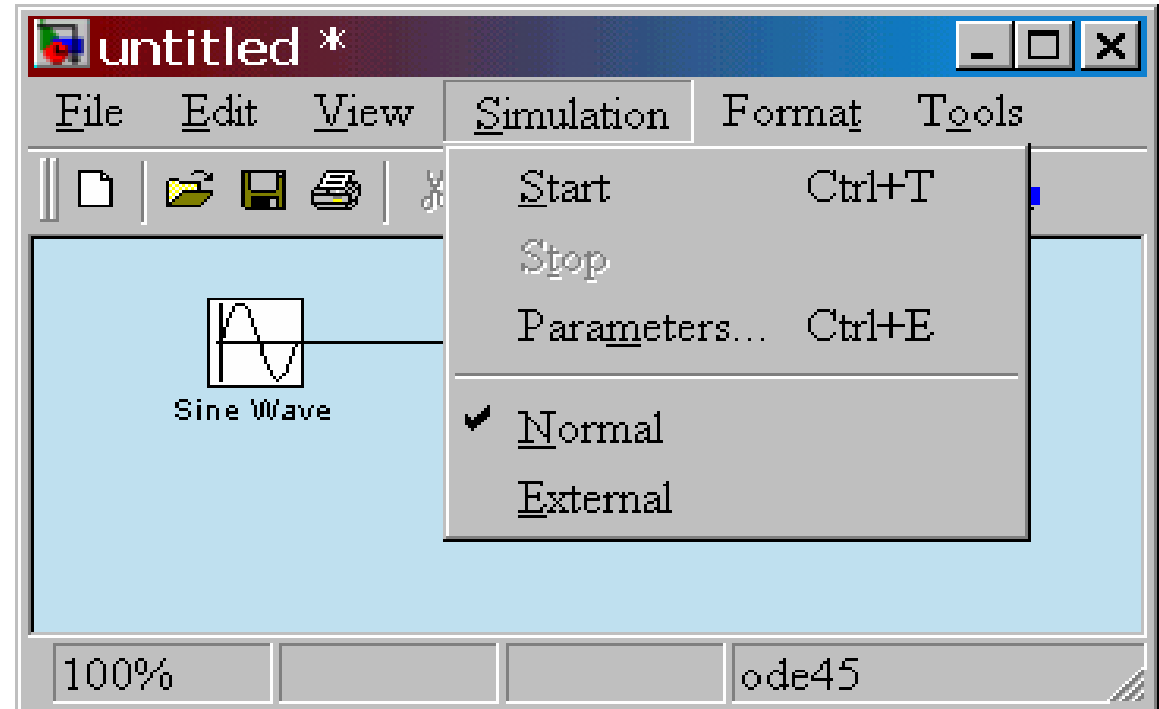 untitled *
File Edit View Simulation Format Tools
Start Ctrl+T
Stop
Parameters... Ctrl+E
Normal
External
Sine Wave
100% ode45